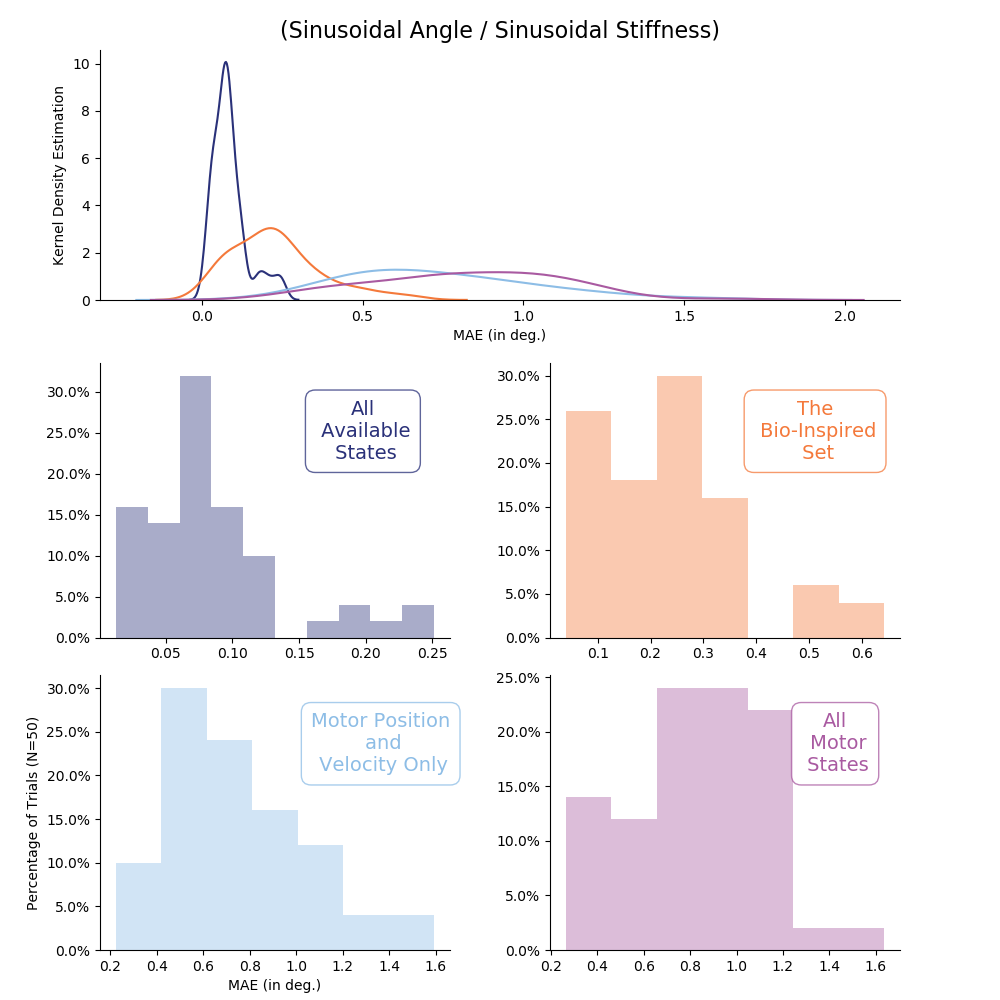 (Sinusoidal Angle / Sinusoidal Stiffness)
Kernel Density Estimation
10
8
6
4
2
0
0.0 0.5 1.0 1.5 2.0
MAE (in deg.)
30.0%
25.0%
20.0%
15.0%
10.0%
5.0%
0.0%
All
Available
States
0.05 0.10 0.15 0.20 0.25
30.0%
25.0%
20.0%
15.0%
10.0%
5.0%
0.0%
The
Bio-Inspired
Set
0.1 0.2 0.3 0.4 0.5 0.6
Percentage of Trials (N=50)
30.0%
25.0%
20.0%
15.0%
10.0%
5.0%
0.0%
Motor Position
and
Velocity Only
0.2 0.4 0.6 0.8 1.0 1.2 1.4 1.6
MAE (in deg.)
25.0%
20.0%
15.0%
10.0%
5.0%
0.0%
All
Motor
States
0.2 0.4 0.6 0.8 1.0 1.2 1.4 1.6